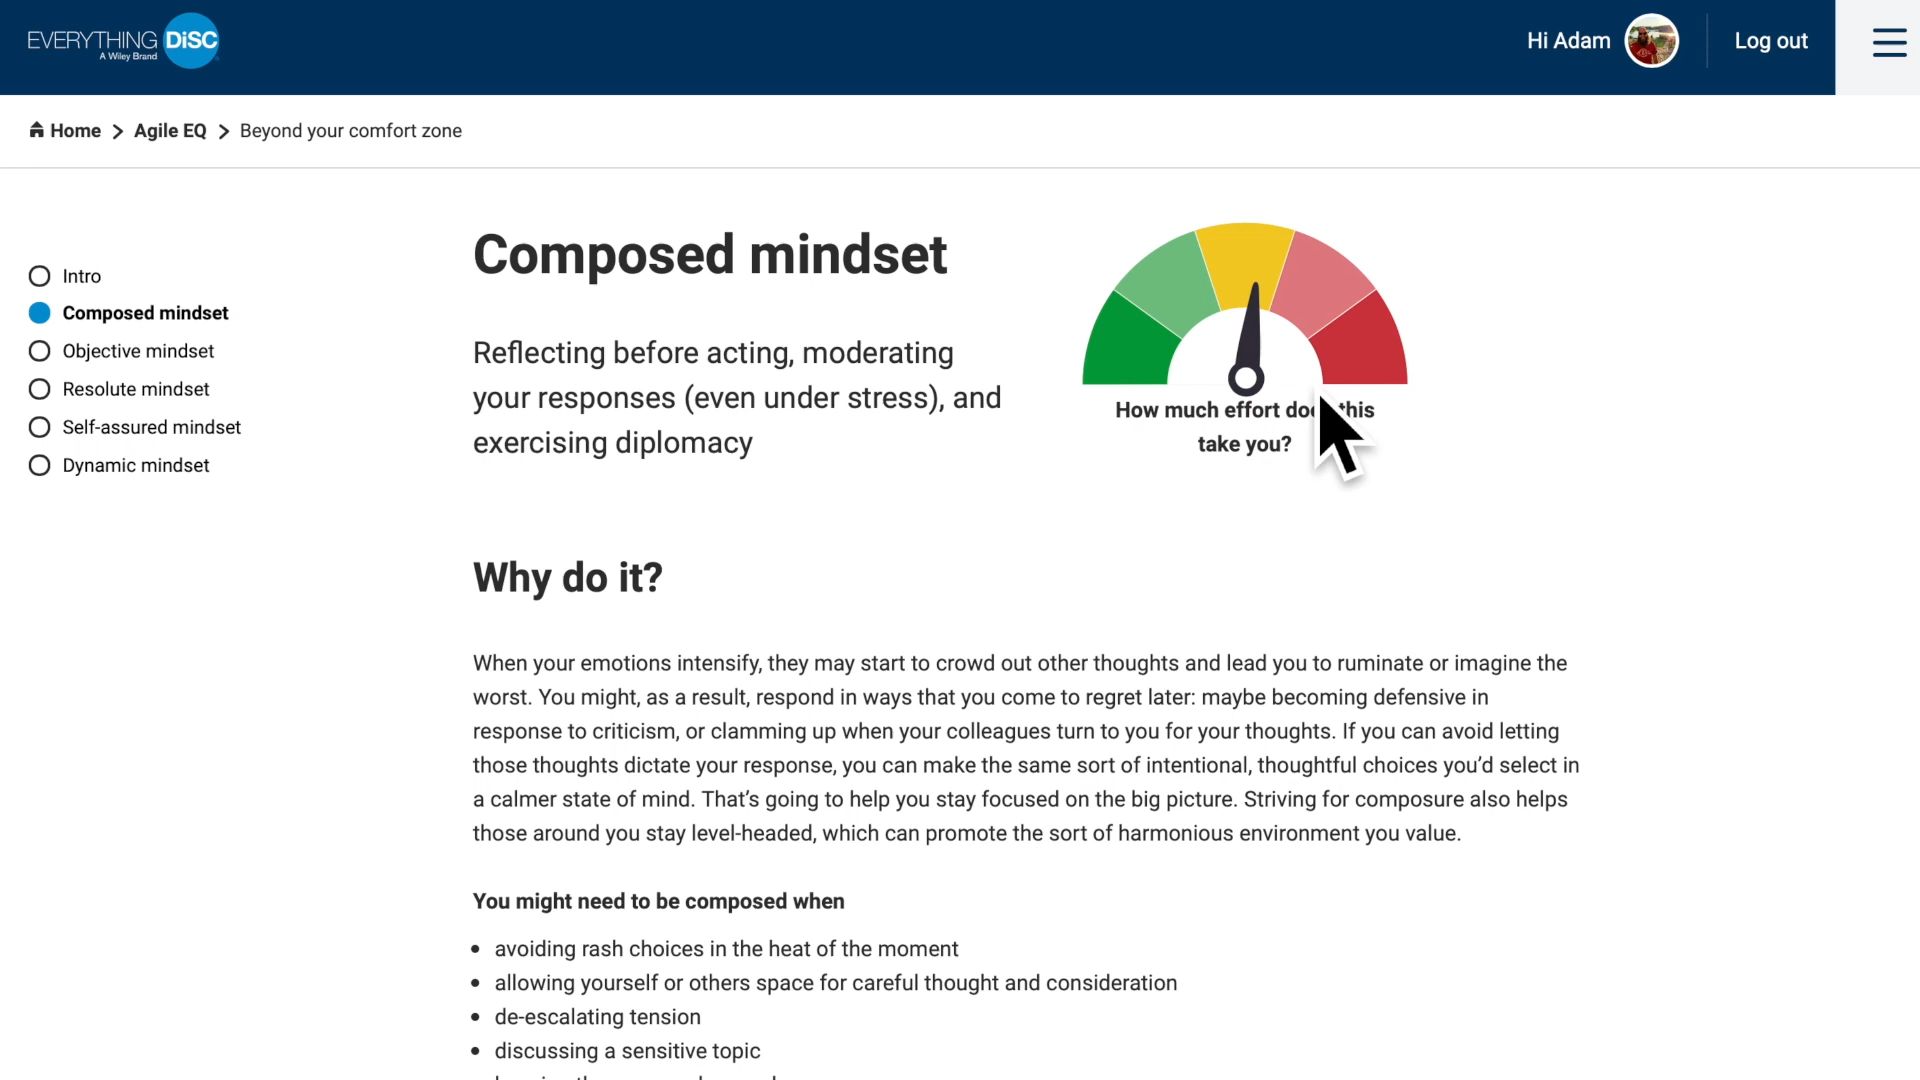 EVERYTHING DiSC
A Wiley Brand
Hi Adam
Log out
Home > Agile EQ > Beyond your comfort zone
Intro
Composed mindset
Objective mindset
Resolute mindset
Self-assured mindset
Dynamic mindset
Composed mindset
Reflecting before acting, moderating
your responses (even under stress), and
exercising diplomacy
How much effort this
take you?
Why do it?
When your emotions intensify, they may start to crowd out other thoughts and lead you to ruminate or imagine the
worst. You might, as a result, respond in ways that you come to regret later: maybe becoming defensive in
response to criticism, or clamming up when your colleagues turn to you for your thoughts. If you can avoid letting
those thoughts dictate your response, you can make the same sort of intentional, thoughtful choices you’d select in
a calmer state of mind. That’s going to help you stay focused on the big picture. Striving for composure also helps
those around you stay level-headed, which can promote the sort of harmonious environment you value.
You might need to be composed when
• avoiding rash choices in the heat of the moment
• allowing yourself or others space for careful thought and consideration
• de-escalating tension
• discussing a sensitive topic